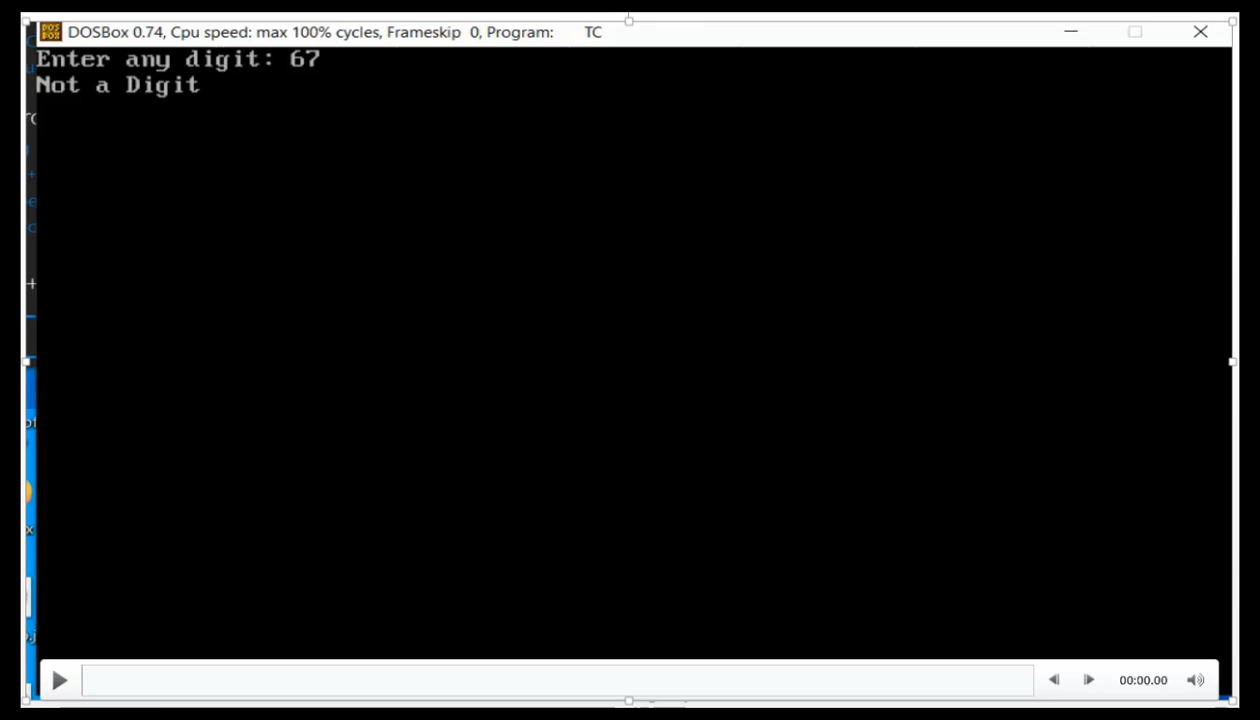 DOSBox 0.74, Cpu speed: max 100% cycles, Frameskip 0, Program: TC
Enter any digit: 67
Not a Digit
00:00.00